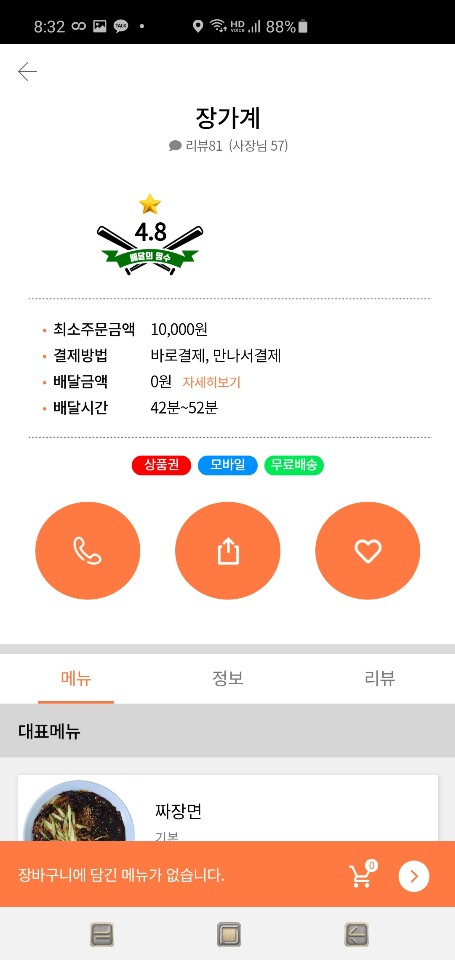 8:32 TALK HD VOICE 88%
장가계
리뷰81 (사장님 57)
4.8
배달의 명수
최소주문금액 10,000원
결제방법 바로결제, 만나서결제
배달금액 0원 자세히보기
배달시간 42분~52분
상품권 모바일 무료배송
메뉴 정보 리뷰
대표메뉴
짜장면
기본
장바구니에 담긴 메뉴가 없습니다. 0